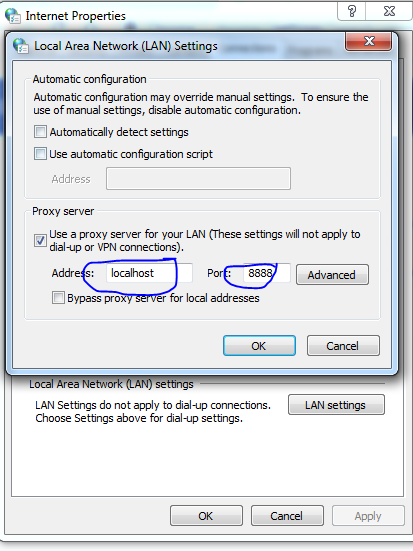 Internet Properties
?
Local Area Network (LAN) Settings
Automatic configuration
Automatic configuration may override manual settings. To ensure the
use of manual settings, disable automatic configuration.
Automatically detect settings
Use automatic configuration script
Address
Proxy server
Use a proxy server for your LAN (These settings will not apply to
dial-up or VPN connections).
Address: localhost Port: 8888 Advanced
Bypass proxy server for local addresses
OK Cancel
Local Area Network (LAN) settings
LAN Settings do not apply to dial-up connections. LAN settings
Choose Settings above for dial-up settings.
OK Cancel Apply